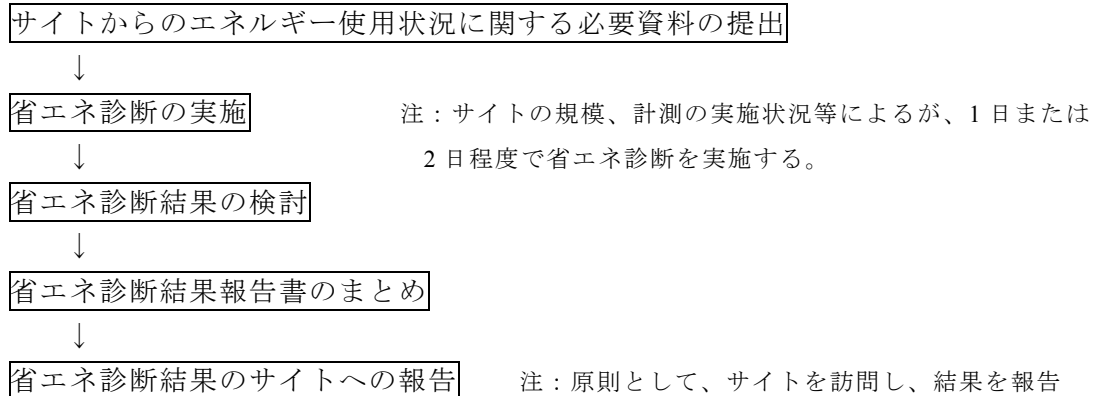 サイトからのエネルギー使用状況に関する必要資料の提出
↓
省エネ診断の実施 注：サイトの規模、計測の実施状況等によるが、1 日または
↓ 2 日程度で省エネ診断を実施する。
省エネ診断結果の検討
↓
省エネ診断結果報告書のまとめ
↓
省エネ診断結果のサイトへの報告 注：原則として、サイトを訪問し、結果を報告